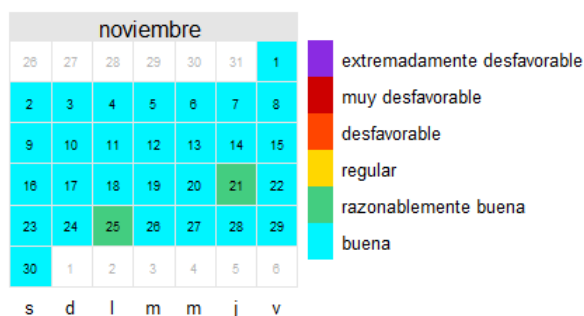 noviembre
26 27 28 29 30 31 1
2 3 4 5 6 7 8
9 10 11 12 13 14 15
16 17 18 19 20 21 22
23 24 25 26 27 28 29
30 1 2 3 4 5 6
s d l m m j v
extremadamente desfavorable
muy desfavorable
desfavorable
regular
razonablemente buena
buena